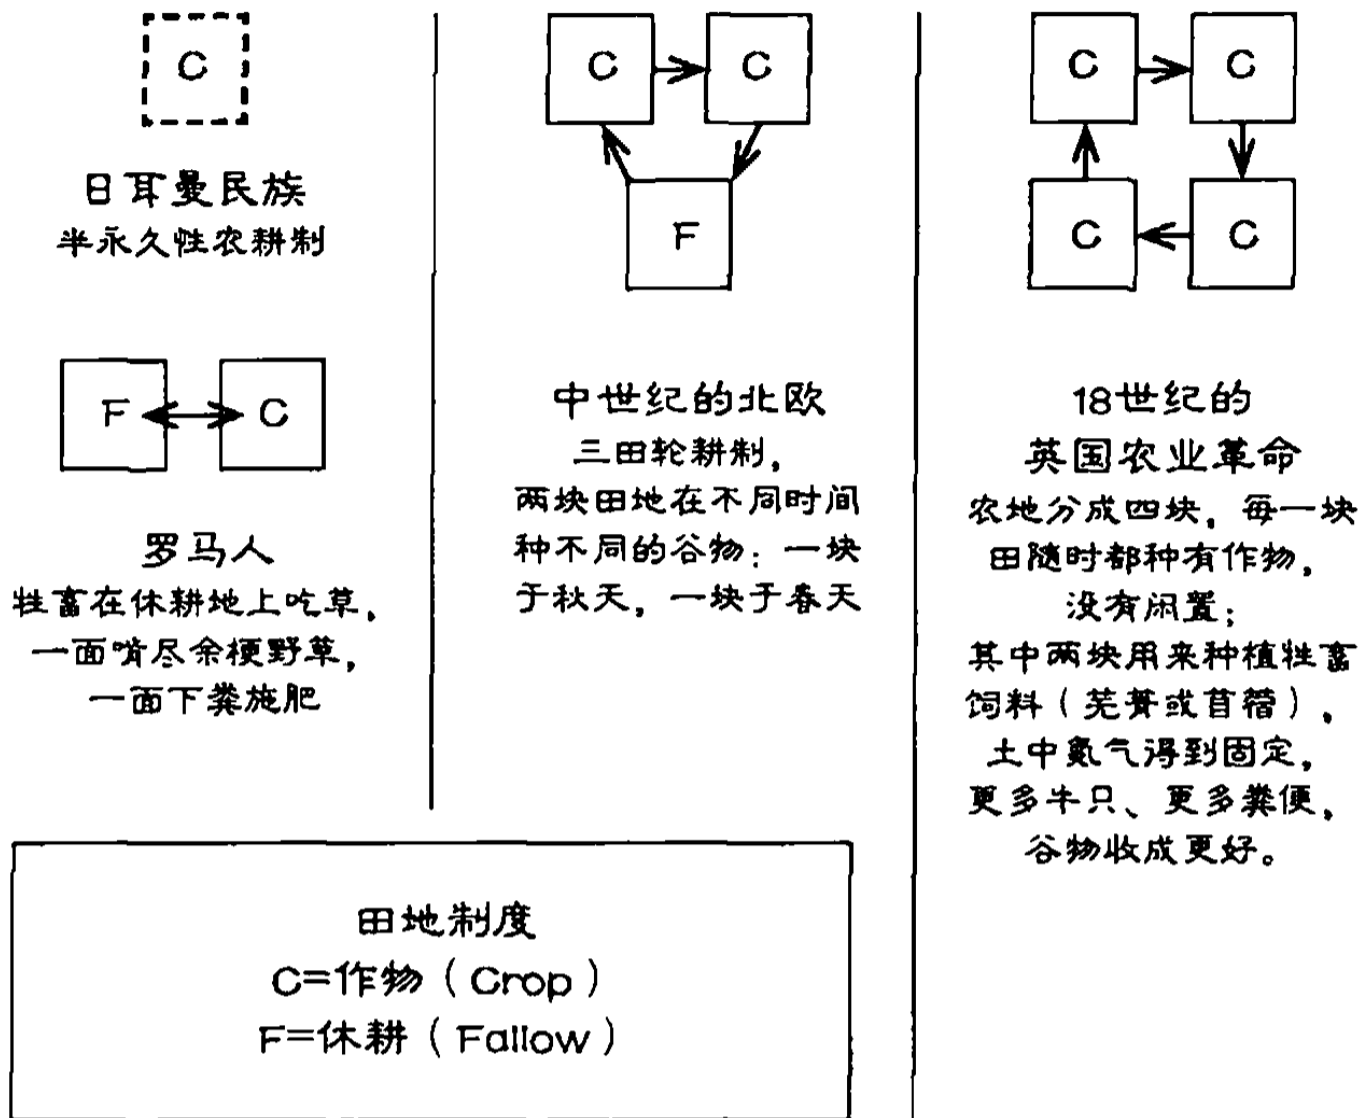 C
日耳曼民族
半永久性农耕制
F
C
罗马人
牲畜在休耕地上吃草，
一面啃尽余梗野草，
一面下粪施肥
C
C
F
中世纪的北欧
三田轮耕制，
两块田地在不同时间
种不同的谷物：一块
于秋天，一块于春天
C
C
C
C
18世纪的
英国农业革命
农地分成四块，每一块
田随时都种有作物，
没有闲置；
其中两块用来种植牲畜
饲料（芜菁或苜蓿），
土中氮气得到固定，
更多牛只、更多粪便，
谷物收成更好。
田地制度
C=作物（Crop）
F=休耕（Fallow）